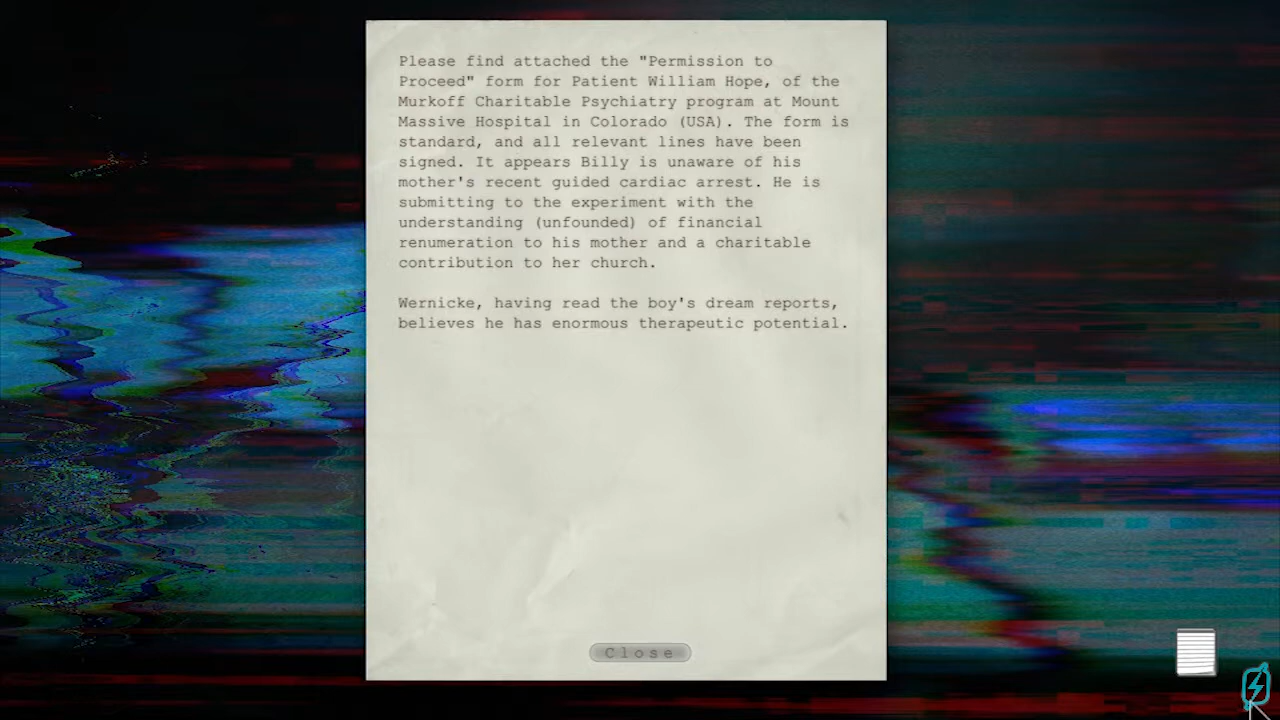 Please find attached the "Permission to
Proceed" form for Patient William Hope, of the
Murkoff Charitable Psychiatry program at Mount
Massive Hospital in Colorado (USA). The form is
standard, and all relevant lines have been
signed. It appears Billy is unaware of his
mother's recent guided cardiac arrest. He is
submitting to the experiment with the
understanding (unfounded) of financial
renumeration to his mother and a charitable
contribution to her church.
Wernicke, having read the boy's dream reports,
believes he has enormous therapeutic potential.
Close